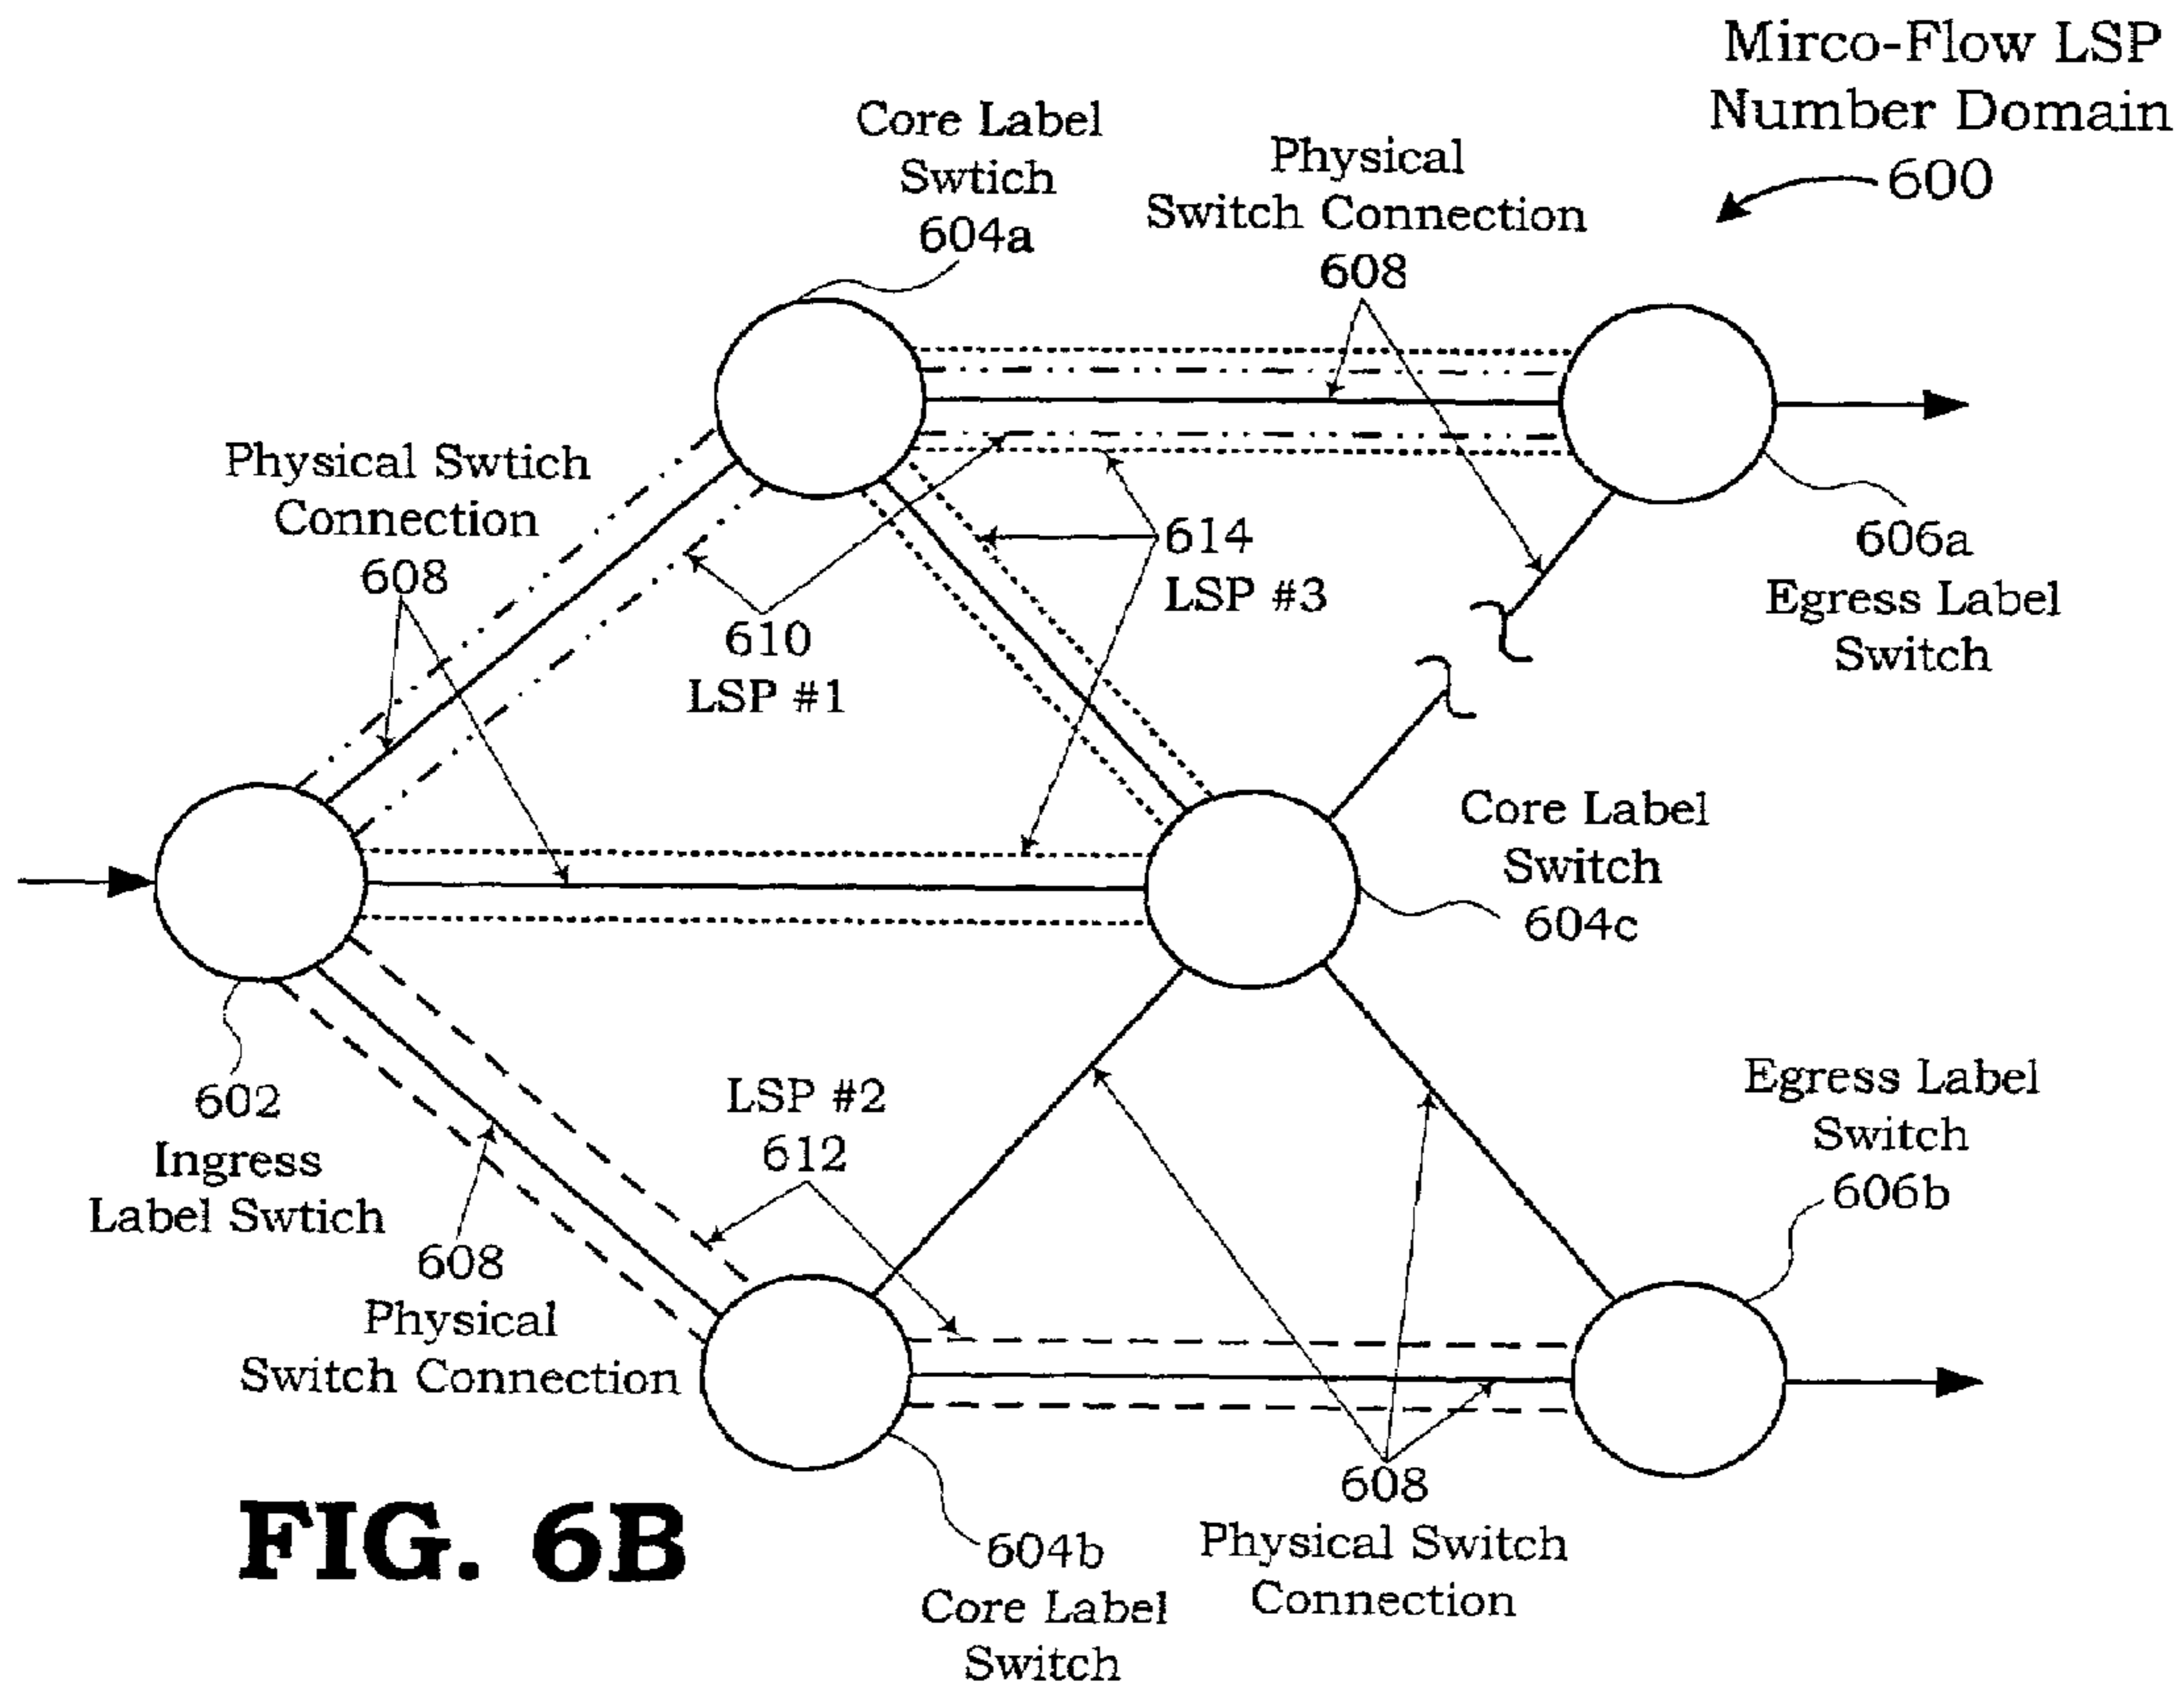 Mirco-Flow LSP
Number Domain
600
Core Label
Swtich
604a
Physical
Switch Connection
608
Physical Swtich
Connection
608
614
LSP #3
606a
Egress Label
Switch
610
LSP #1
Core Label
Switch
604c
602
Ingress
Label Swtich
LSP #2
612
Egress Label
Switch
606b
608
Physical
Switch Connection
608
Physical Switch
Connection
604b
Core Label
Switch
FIG. 6B